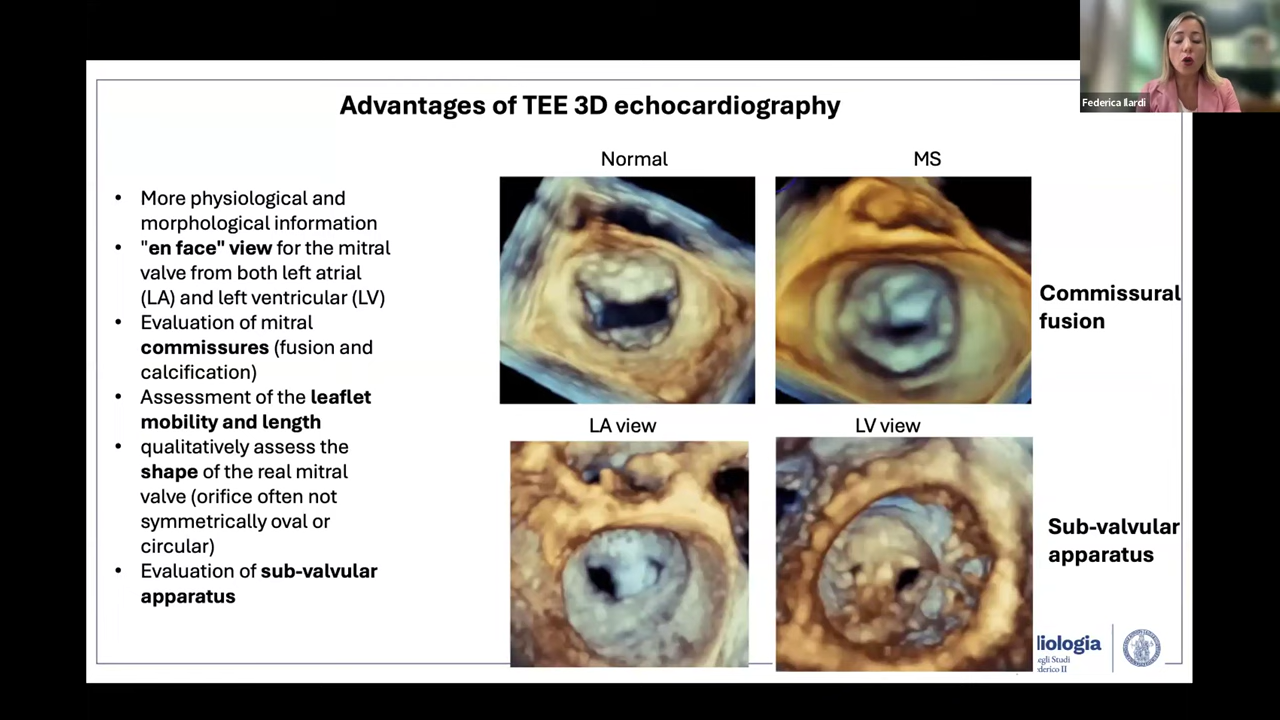 Federica Ilardi
Advantages of TEE 3D echocardiography
Normal
MS
• More physiological and
morphological information
• "en face" view for the mitral
valve from both left atrial
(LA) and left ventricular (LV)
• Evaluation of mitral
commissures (fusion and
calcification)
• Assessment of the leaflet
mobility and length
• qualitatively assess the
shape of the real mitral
valve (orifice often not
symmetrically oval or
circular)
• Evaluation of sub-valvular
apparatus
Commissural
fusion
LA view
LV view
Sub-valvular
apparatus
diologia
egli Studi
derico II